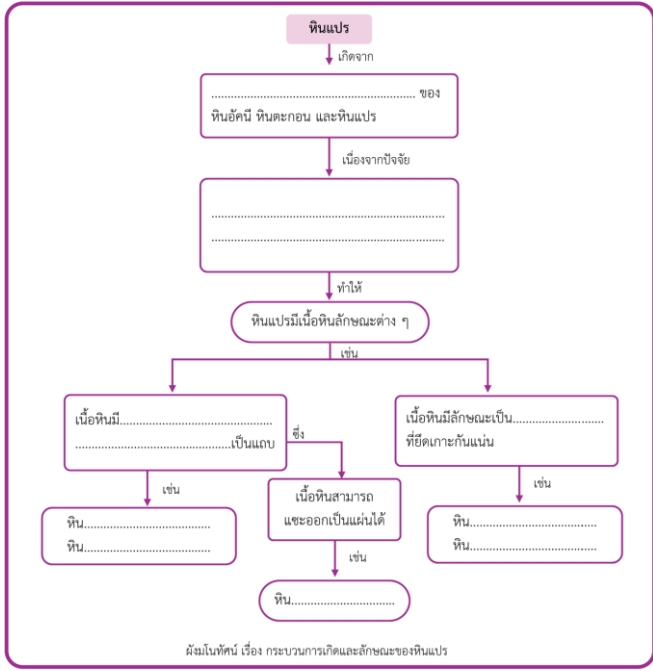 หินแปร
เกิดจาก
............................................................ ของ
หินอัคนี หินตะกอน และหินแปร
เนื่องจากปัจจัย
......................................................................
......................................................................
ทำให้
หินแปรมีเนื้อหินลักษณะต่าง ๆ
เช่น
เนื้อหินมี..............................................
..............................................เป็นแถบ
ซึ่ง
เนื้อหินมีลักษณะเป็น...........................
ที่ยึดเกาะกันแน่น
เช่น
หิน......................................
หิน......................................
เนื้อหินสามารถ
แซะออกเป็นแผ่นได้
เช่น
หิน...............................
เช่น
หิน......................................
หิน......................................
ผังมโนทัศน์ เรื่อง กระบวนการเกิดและลักษณะของหินแปร